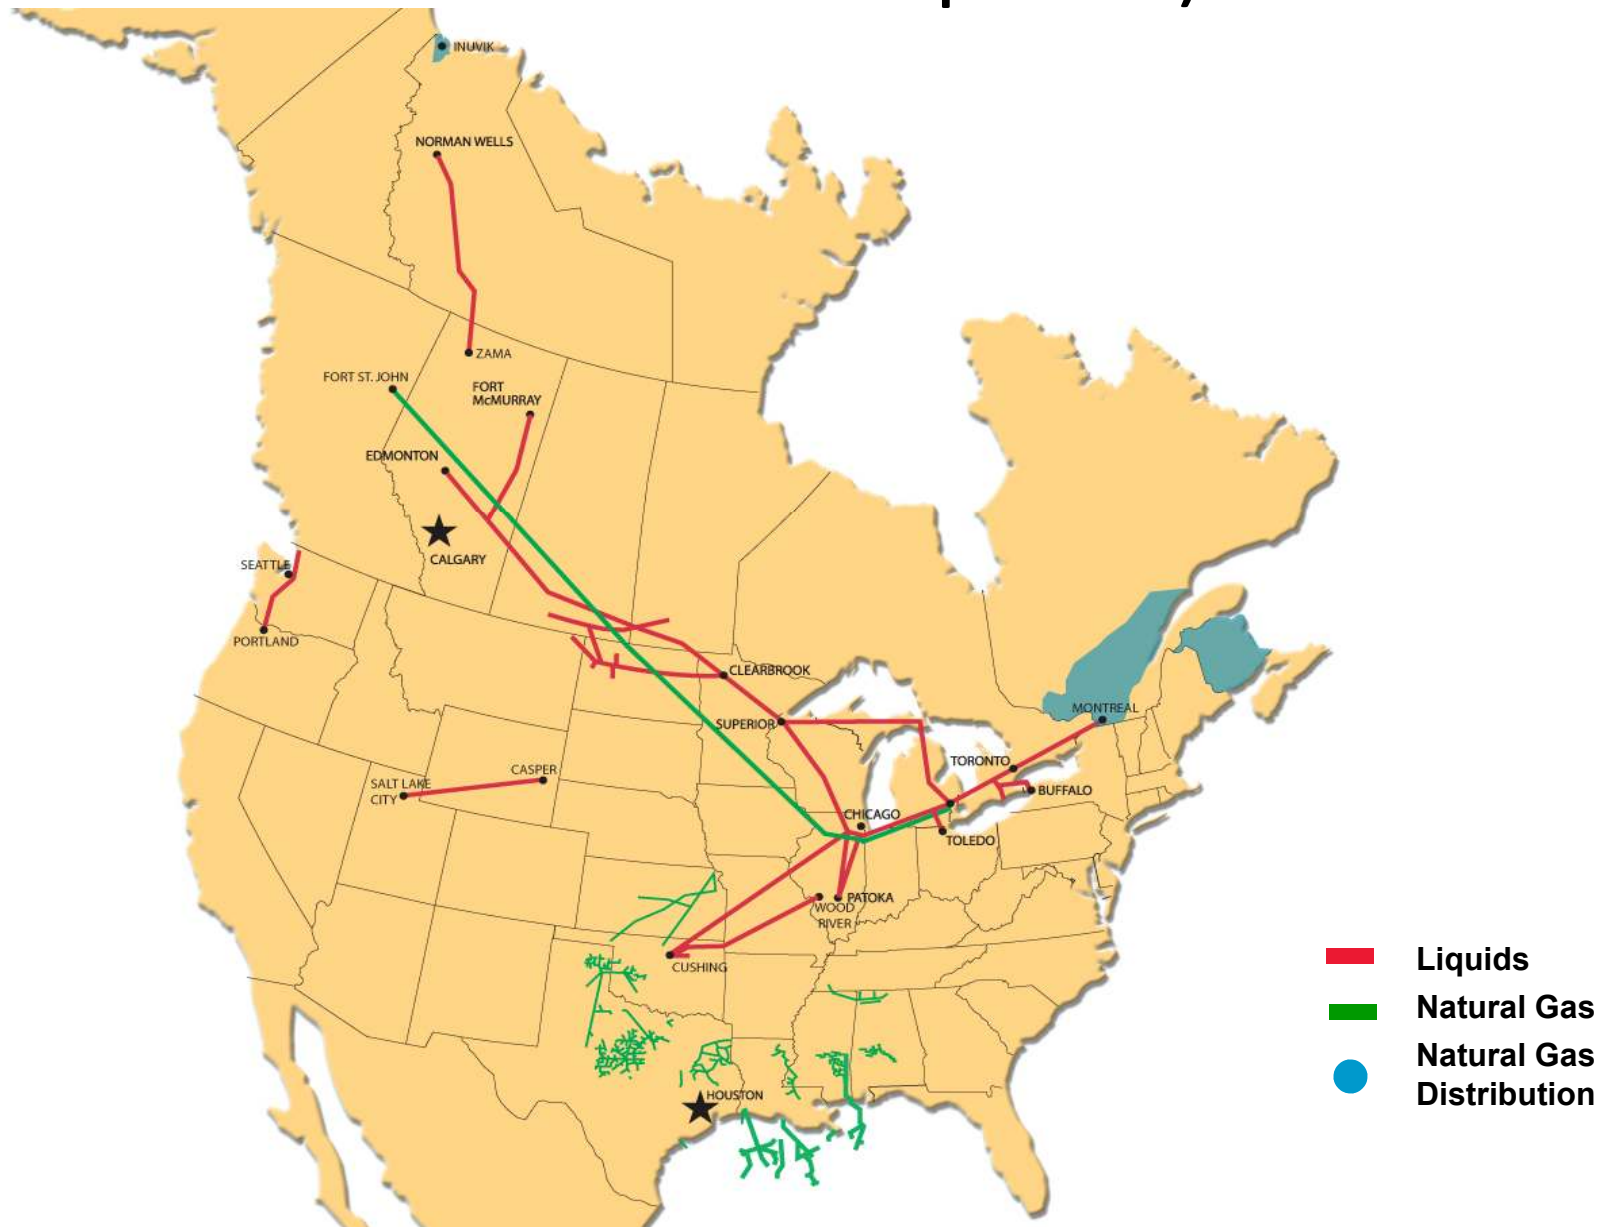 INUVIK
NORMAN WELLS
ZAMA
FORT ST. JOHN
FORT
McMURRAY
EDMONTON
CALGARY
SEATTLE
PORTLAND
CLEARBROOK
SUPERIOR
MONTREAL
TORONTO
BUFFALO
CASPER
SALT LAKE
CITY
CHICAGO
TOLEDO
PATOKA
WOOD
RIVER
CUSHING
HOUSTON
Liquids
Natural Gas
Natural Gas
Distribution